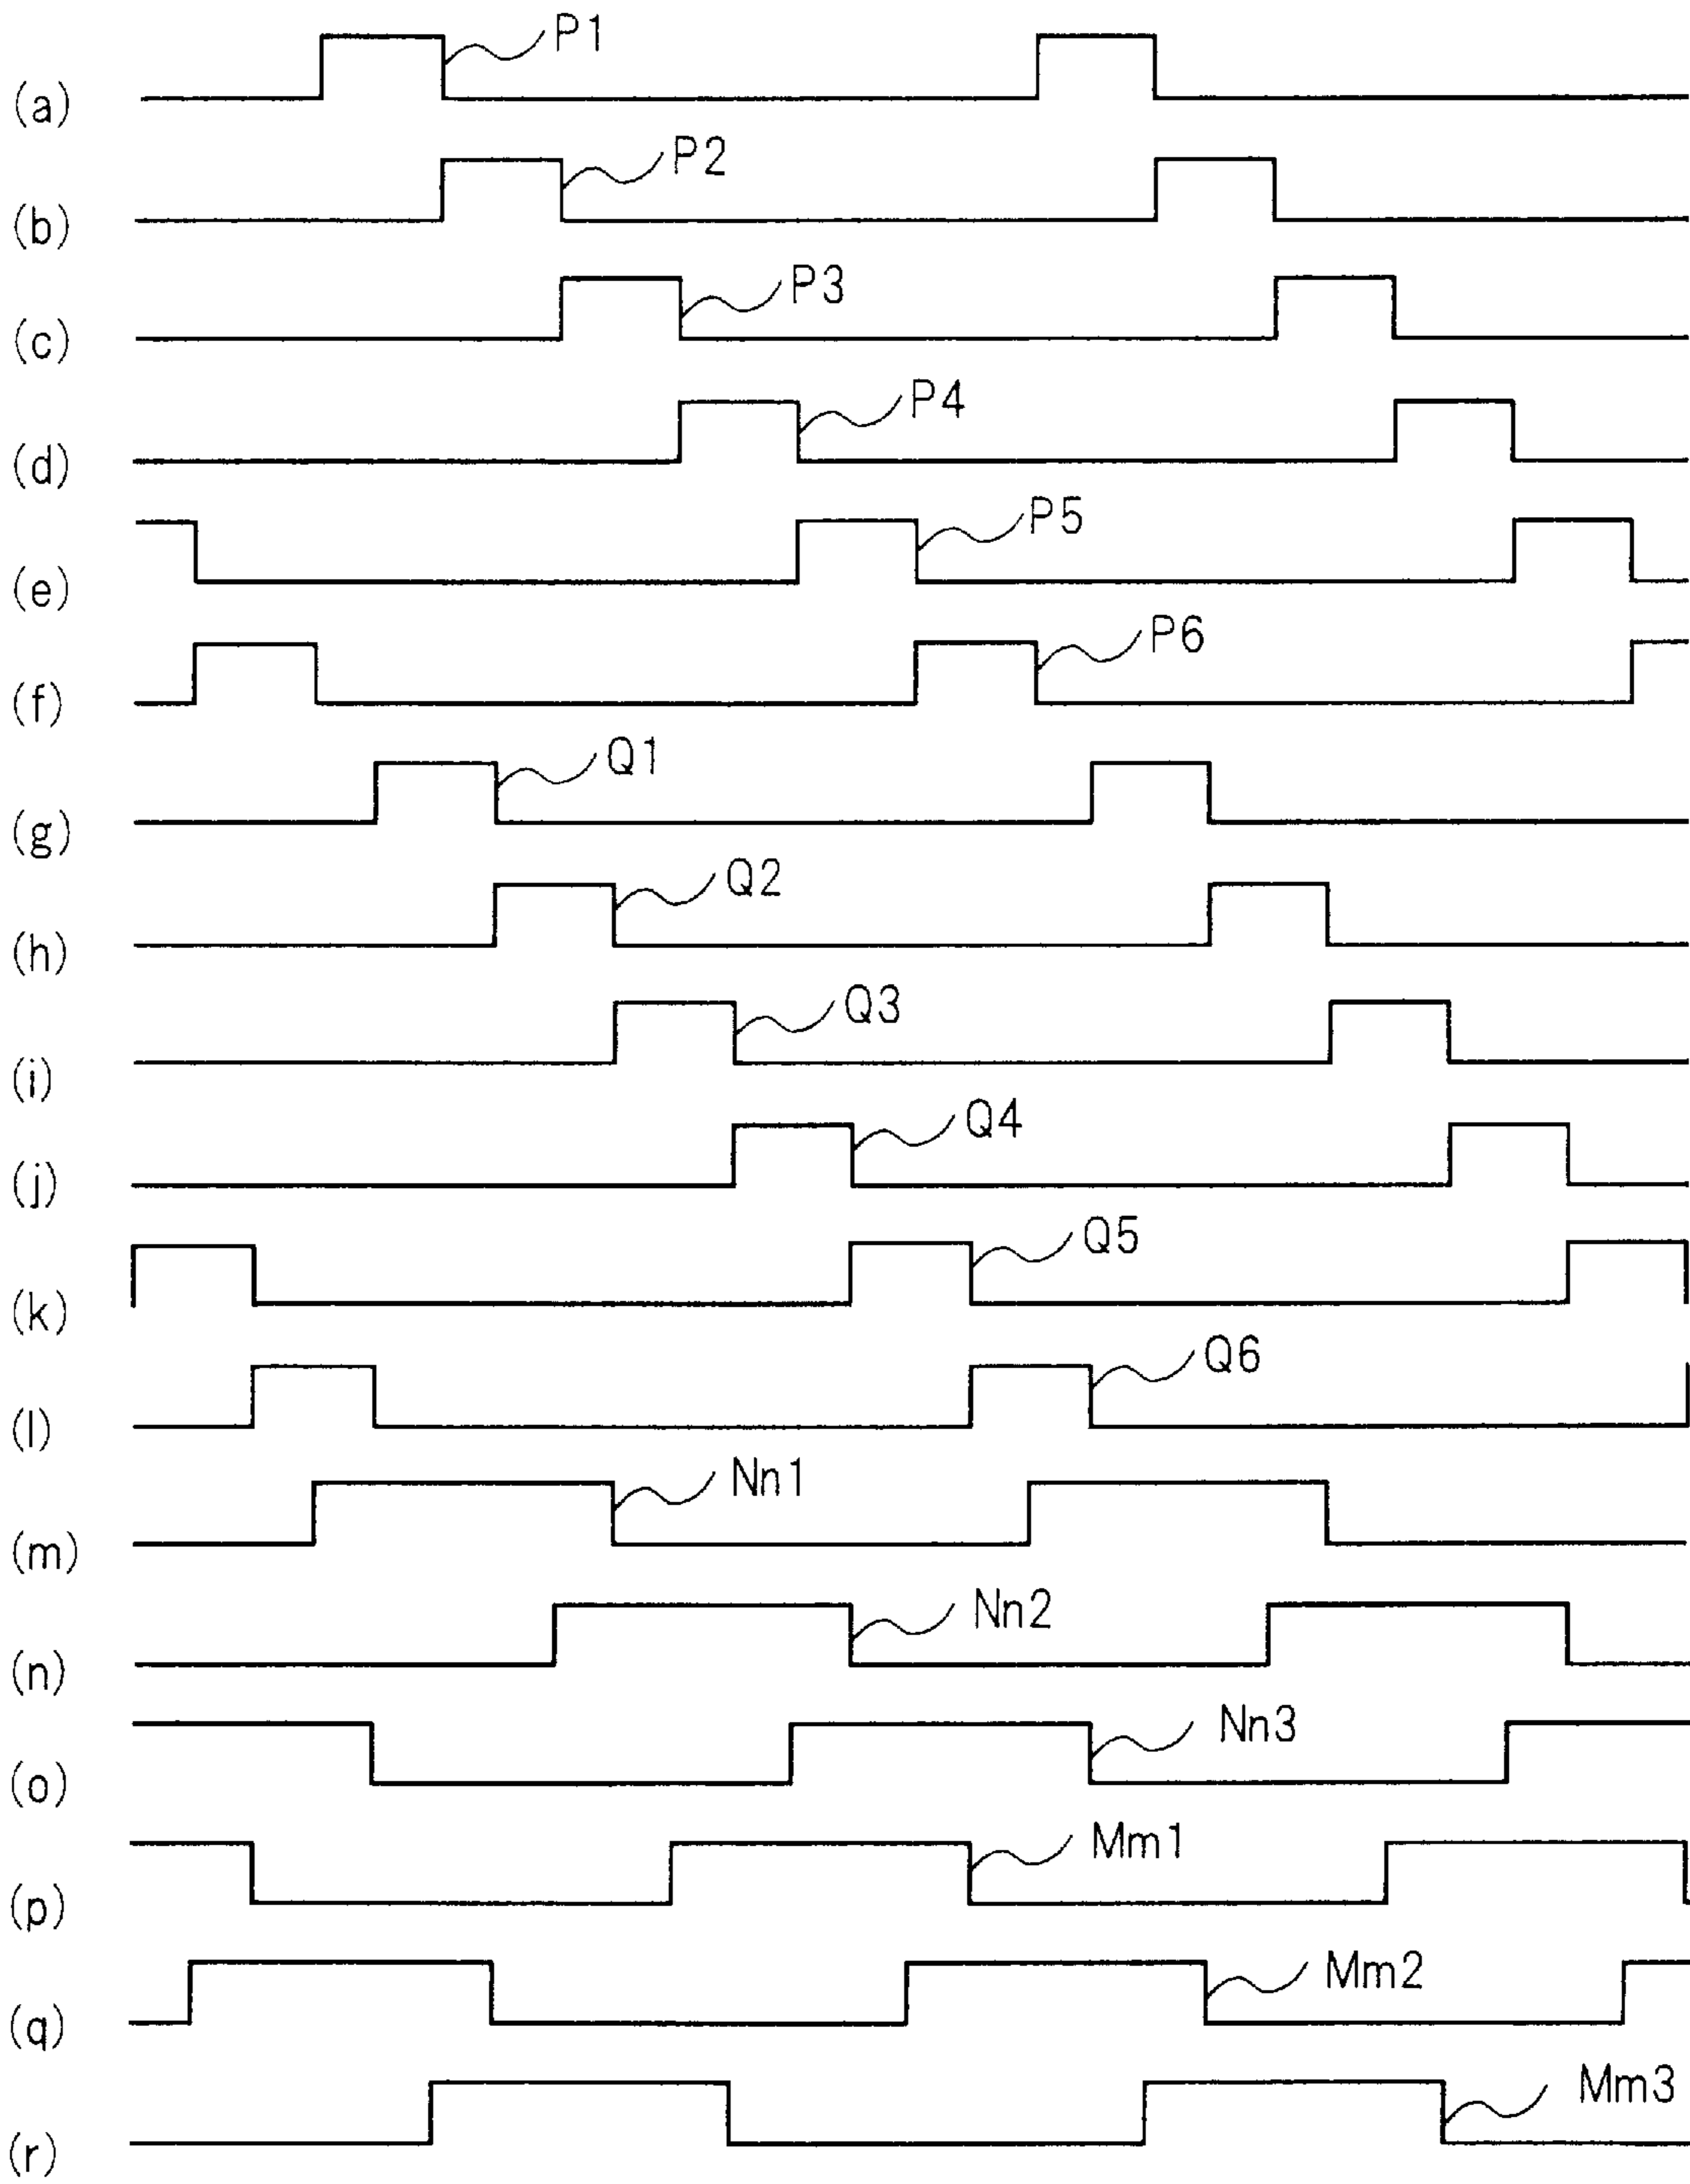 (a) P1
(b) P2
(c) P3
(d) P4
(e) P5
(f) P6
(g) Q1
(h) Q2
(i) Q3
(j) Q4
(k) Q5
(l) Q6
(m) Nn1
(n) Nn2
(o) Nn3
(p) Mm1
(q) Mm2
(r) Mm3